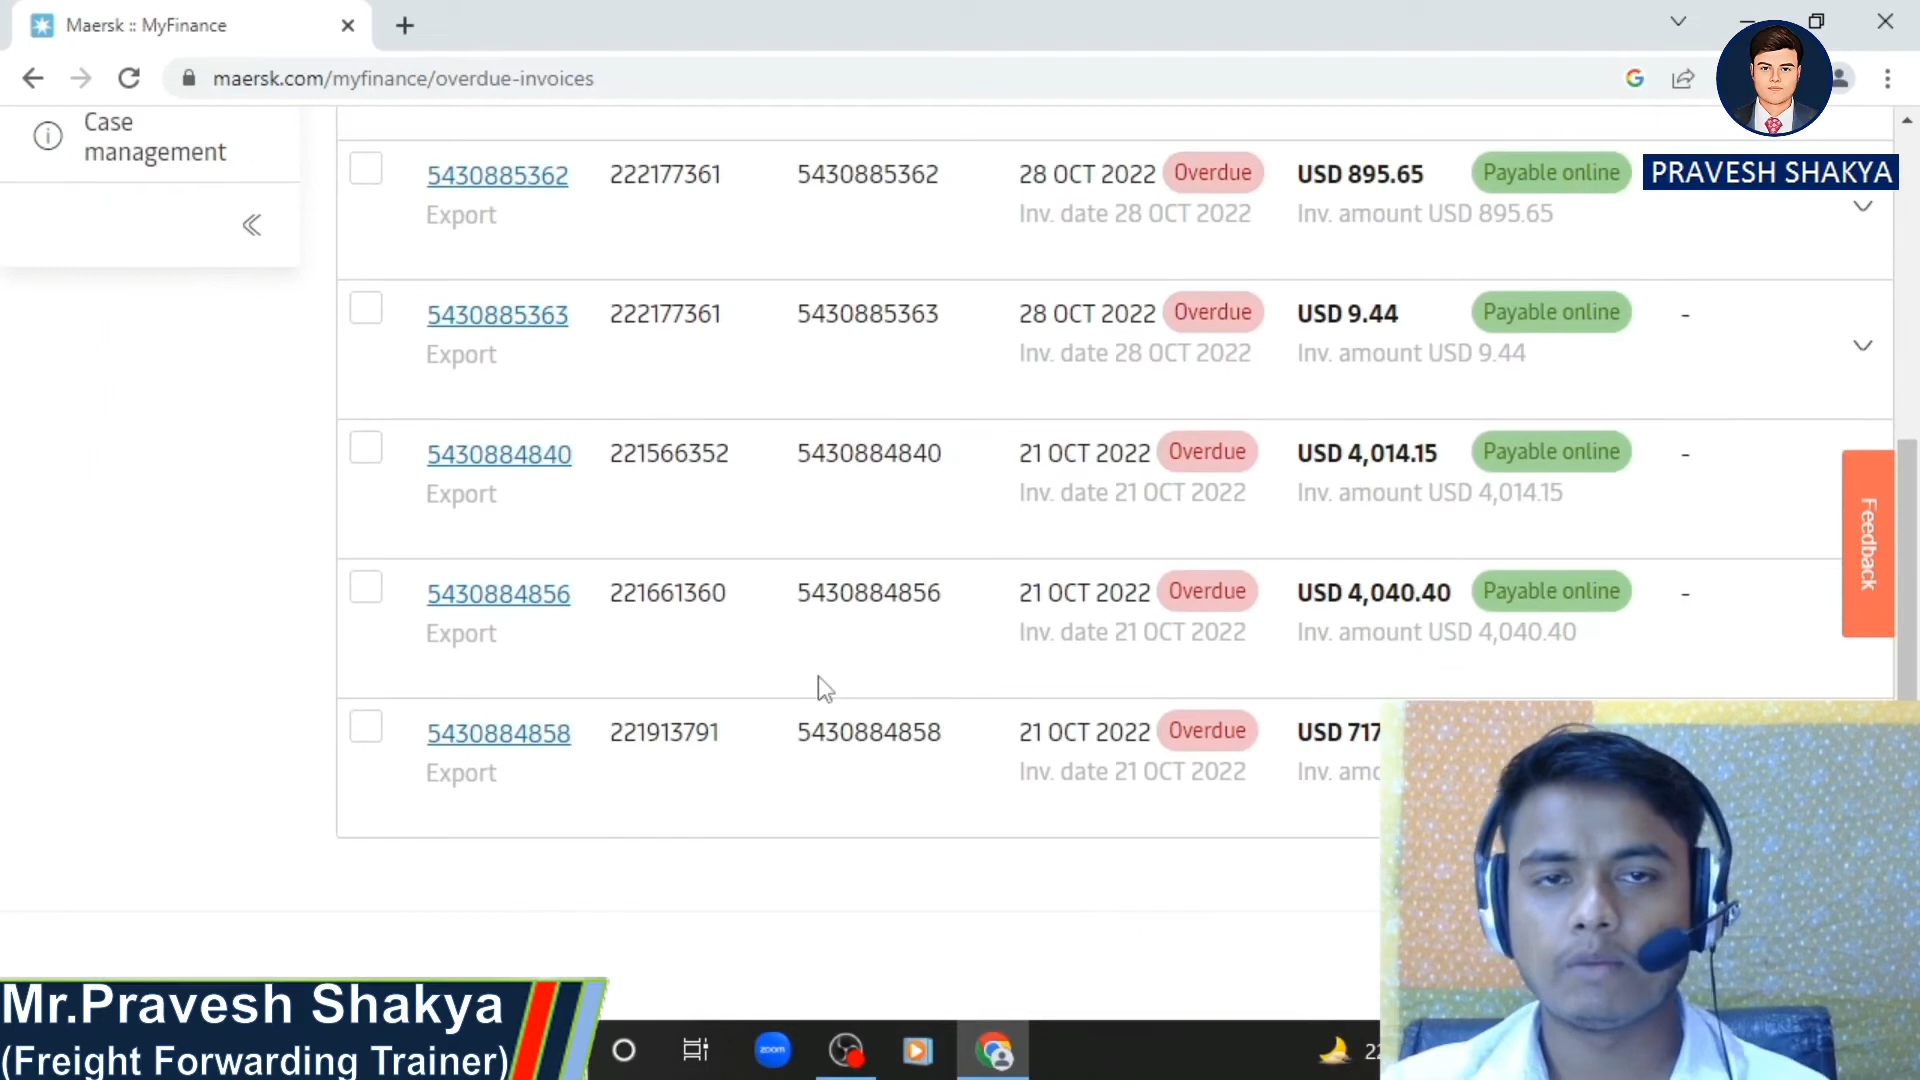 Maersk :: MyFinance
maersk.com/myfinance/overdue-invoices
PRAVESH SHAKYA
Case
management
5430885362 222177361 5430885362 28 OCT 2022 Overdue USD 895.65 Payable online
Export Inv. date 28 OCT 2022 Inv. amount USD 895.65
5430885363 222177361 5430885363 28 OCT 2022 Overdue USD 9.44 Payable online -
Export Inv. date 28 OCT 2022 Inv. amount USD 9.44
5430884840 221566352 5430884840 21 OCT 2022 Overdue USD 4,014.15 Payable online -
Export Inv. date 21 OCT 2022 Inv. amount USD 4,014.15
5430884856 221661360 5430884856 21 OCT 2022 Overdue USD 4,040.40 Payable online -
Export Inv. date 21 OCT 2022 Inv. amount USD 4,040.40
5430884858 221913791 5430884858 21 OCT 2022 Overdue USD 717
Export Inv. date 21 OCT 2022 Inv.
Feedback
Mr.Pravesh Shakya
(Freight Forwarding Trainer)
zoom